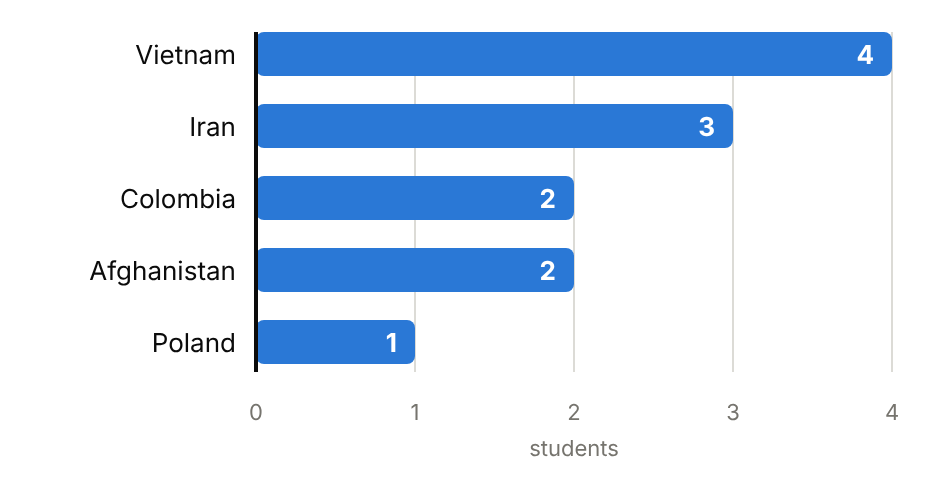 Vietnam 4
Iran 3
Colombia 2
Afghanistan 2
Poland 1
0 1 2 3 4
students